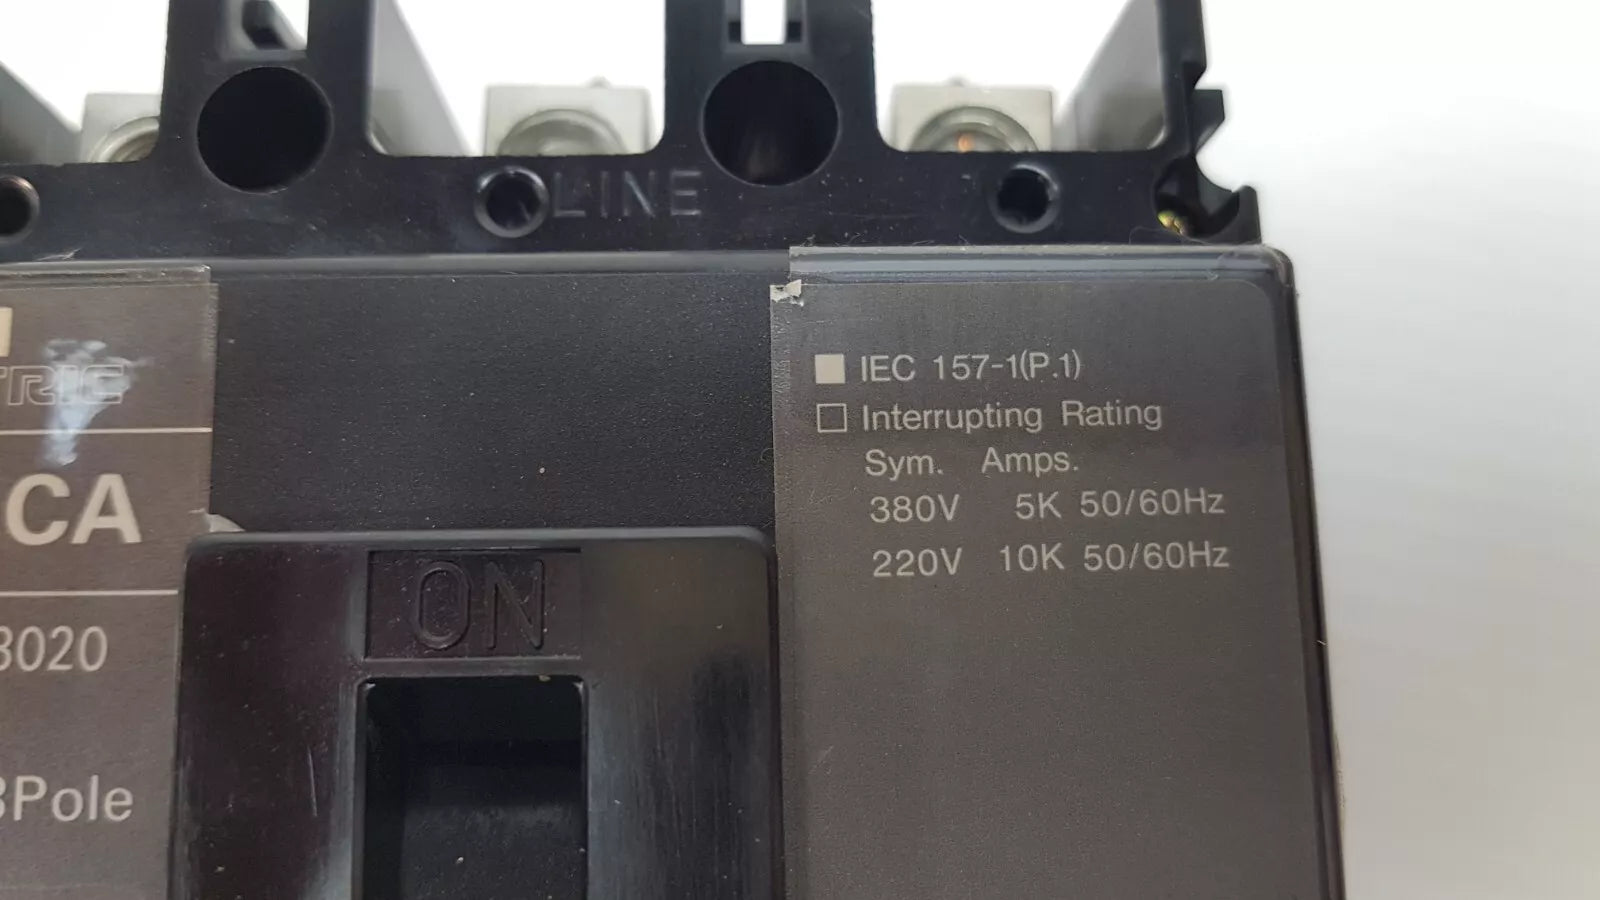 LINE
TRIC
CA
3020
3Pole
ON
IEC 157-1(P.1)
Interrupting Rating
Sym. Amps.
380V 5K 50/60Hz
220V 10K 50/60Hz